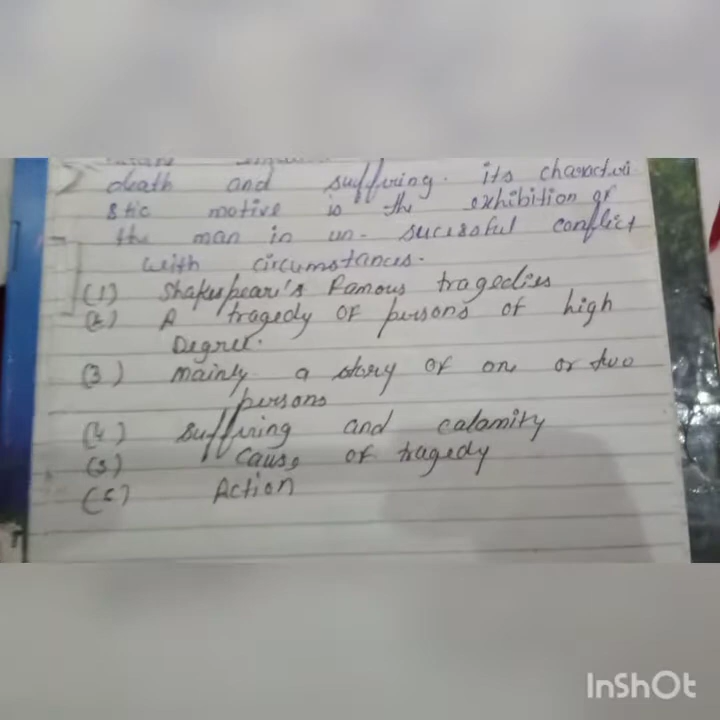 death and suffering. its characteri
stic motive is the exhibition of
the man in un- sucessful conflict
with circumstances.
(1) Shakespeare's Famous tragedies
(2) A tragedy OF persons of high
Degree.
(3) mainly a story of one or two
persons
(4) suffering and calamity
(5) Cause of tragedy
(6) Action
InShOt